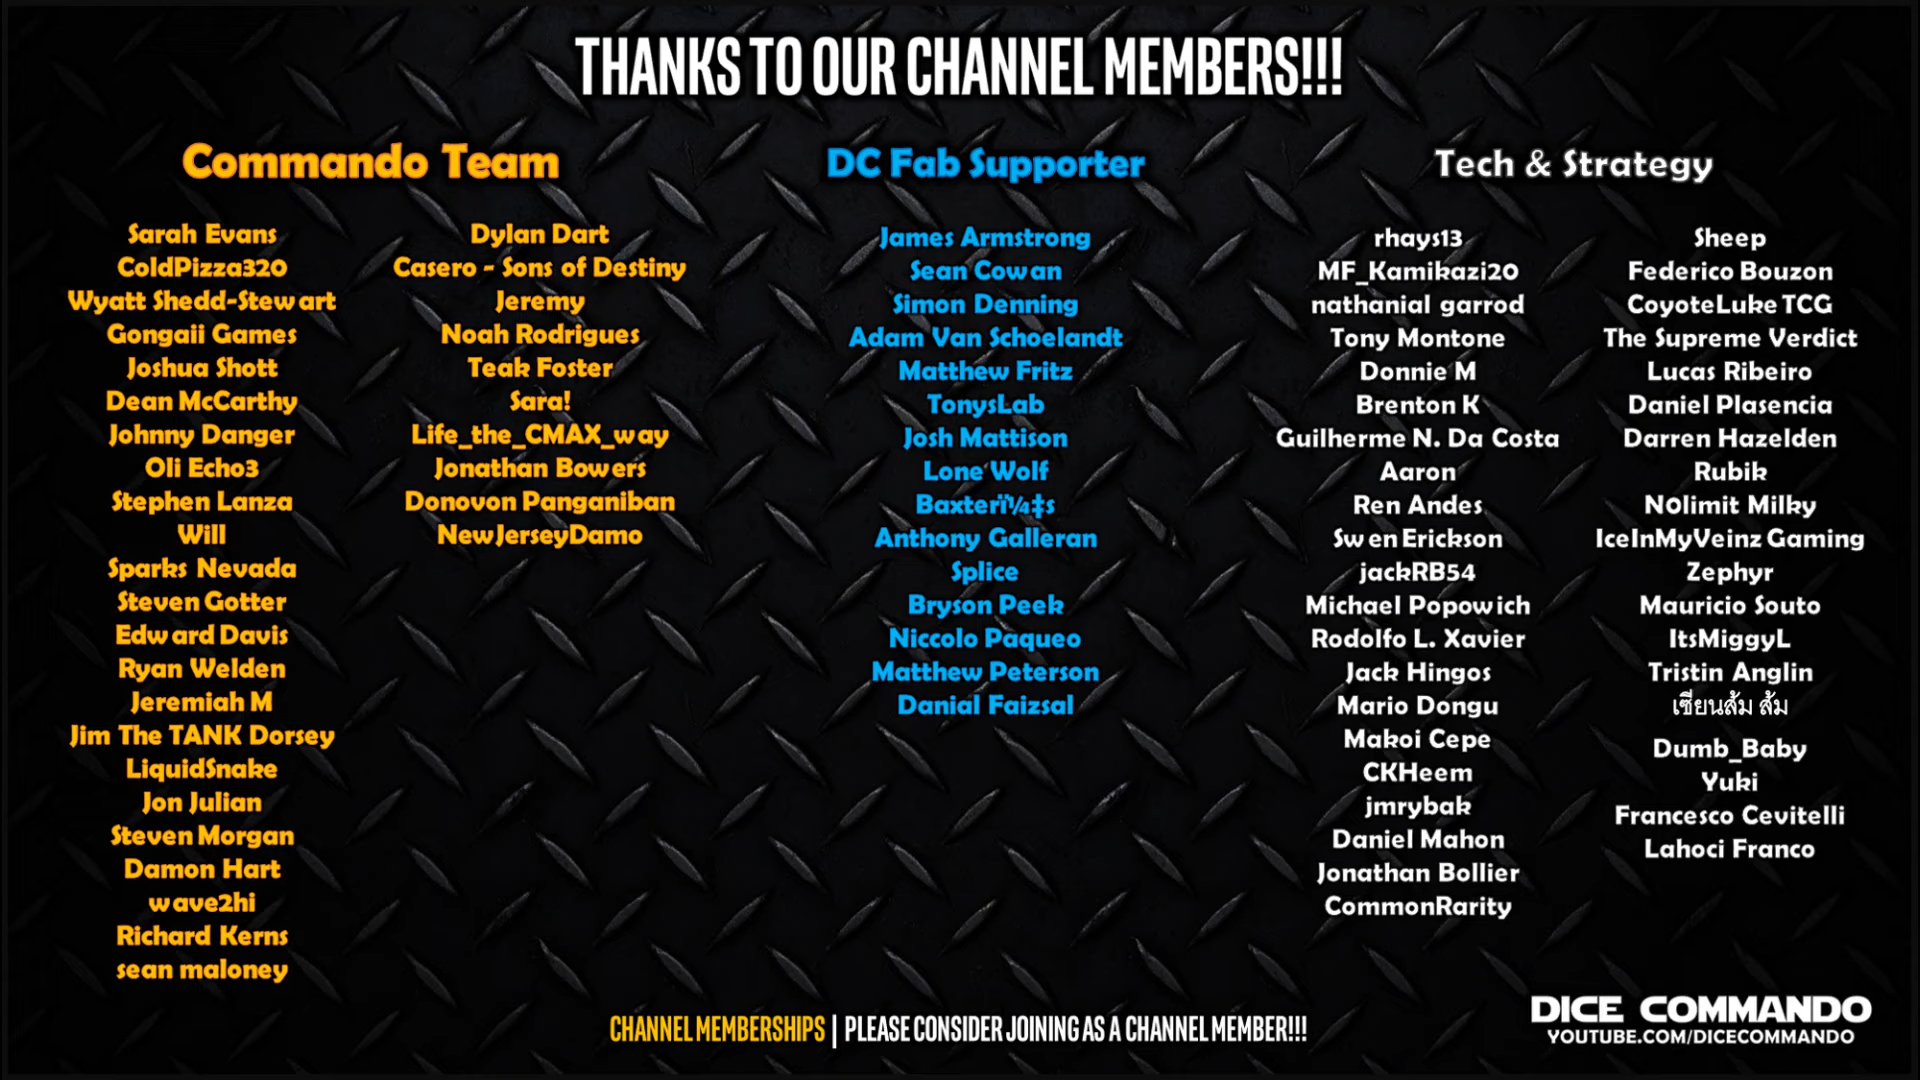 THANKS TO OUR CHANNEL MEMBERS!!!
Commando Team
Sarah Evans
ColdPizza320
Wyatt Shedd-Stewart
Gongaii Games
Joshua Shott
Dean McCarthy
Johnny Danger
Oli Echo3
Stephen Lanza
Will
Sparks Nevada
Steven Gotter
Edward Davis
Ryan Welden
Jeremiah M
Jim The TANK Dorsey
LiquidSnake
Jon Julian
Steven Morgan
Damon Hart
wave2hi
Richard Kerns
sean maloney
Dylan Dart
Casero - Sons of Destiny
Jeremy
Noah Rodrigues
Teak Foster
Sara!
Life_the_CMAX_way
Jonathan Bowers
Donovon Panganiban
NewJerseyDamo
DC Fab Supporter
James Armstrong
Sean Cowan
Simon Denning
Adam Van Schoelandt
Matthew Fritz
TonysLab
Josh Mattison
Lone Wolf
Baxterï¼‡s
Anthony Galleran
Splice
Bryson Peek
Niccolo Paqueo
Matthew Peterson
Danial Faizsal
Tech & Strategy
rhays13
MF_Kamikazi20
nathanial garrod
Tony Montone
Donnie M
Brenton K
Guilherme N. Da Costa
Aaron
Ren Andes
Swen Erickson
jackRB54
Michael Popowich
Rodolfo L. Xavier
Jack Hingos
Mario Dongu
Makoi Cepe
CKHeem
jmrybak
Daniel Mahon
Jonathan Bollier
CommonRarity
Sheep
Federico Bouzon
CoyoteLuke TCG
The Supreme Verdict
Lucas Ribeiro
Daniel Plasencia
Darren Hazelden
Rubik
N0limit Milky
IceInMyVeinz Gaming
Zephyr
Mauricio Souto
ItsMiggyL
Tristin Anglin
เซียนส้ม ส้ม
Dumb_Baby
Yuki
Francesco Cevitelli
Lahoci Franco
CHANNEL MEMBERSHIPS | PLEASE CONSIDER JOINING AS A CHANNEL MEMBER!!!
DICE COMMANDO
YOUTUBE.COM/DICECOMMANDO